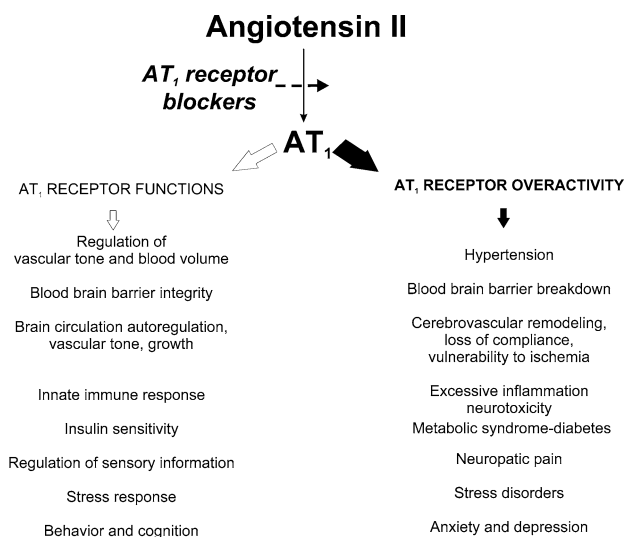 Angiotensin II
AT1 receptor
blockers
AT1
AT1 RECEPTOR FUNCTIONS
Regulation of
vascular tone and blood volume
Blood brain barrier integrity
Brain circulation autoregulation,
vascular tone, growth
Innate immune response
Insulin sensitivity
Regulation of sensory information
Stress response
Behavior and cognition
AT1 RECEPTOR OVERACTIVITY
Hypertension
Blood brain barrier breakdown
Cerebrovascular remodeling,
loss of compliance,
vulnerability to ischemia
Excessive inflammation
neurotoxicity
Metabolic syndrome-diabetes
Neuropatic pain
Stress disorders
Anxiety and depression